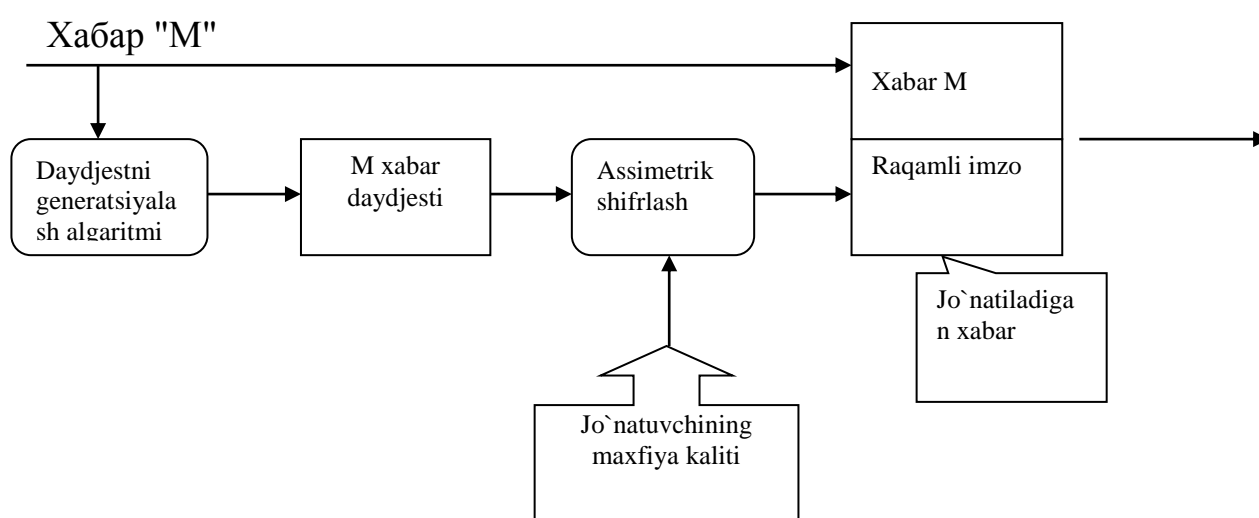 Хабар "М"
Xabar M
Daydjestni
generatsiyala
sh algaritmi
M xabar
daydjesti
Assimetrik
shifrlash
Raqamli imzo
Jo`natiladiga
n xabar
Jo`natuvchining
maxfiya kaliti